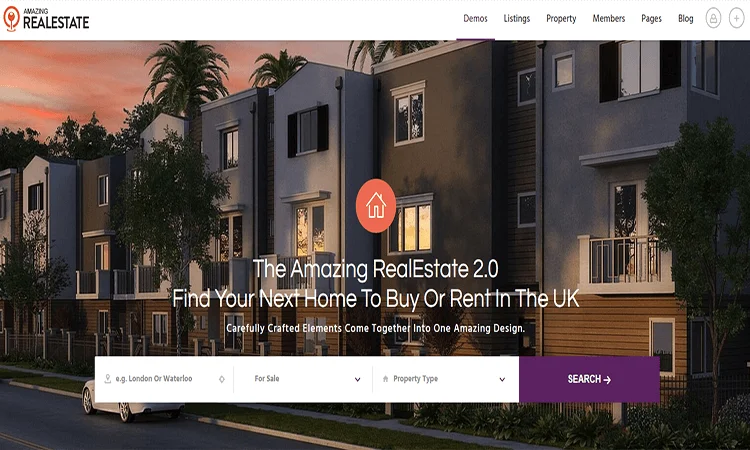 AMAZING
REALESTATE
Demos Listings Property Members Pages Blog
The Amazing RealEstate 2.0
Find Your Next Home To Buy Or Rent In The UK
Carefully Crafted Elements Come Together Into One Amazing Design.
e.g. London Or Waterloo For Sale Property Type SEARCH